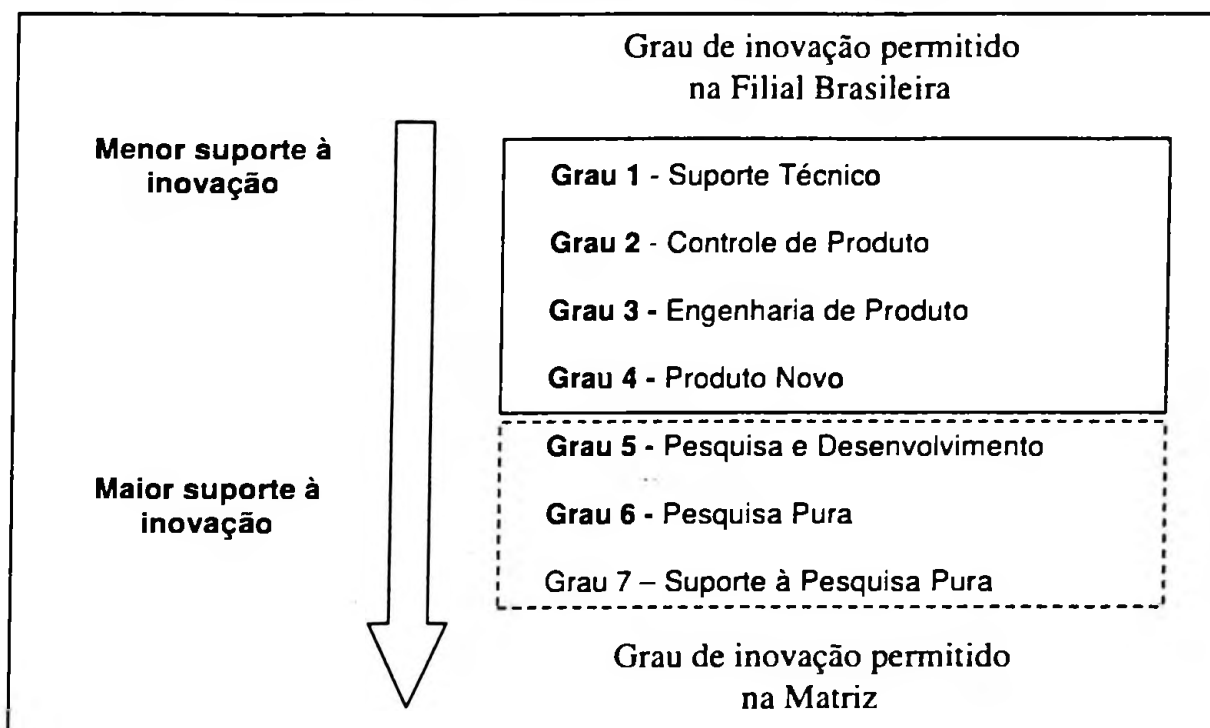 Grau de inovação permitido
na Filial Brasileira
Menor suporte à
inovação
Grau 1 - Suporte Técnico
Grau 2 - Controle de Produto
Grau 3 - Engenharia de Produto
Grau 4 - Produto Novo
Grau 5 - Pesquisa e Desenvolvimento
Maior suporte à
inovação
Grau 6 - Pesquisa Pura
Grau 7 – Suporte à Pesquisa Pura
Grau de inovação permitido
na Matriz